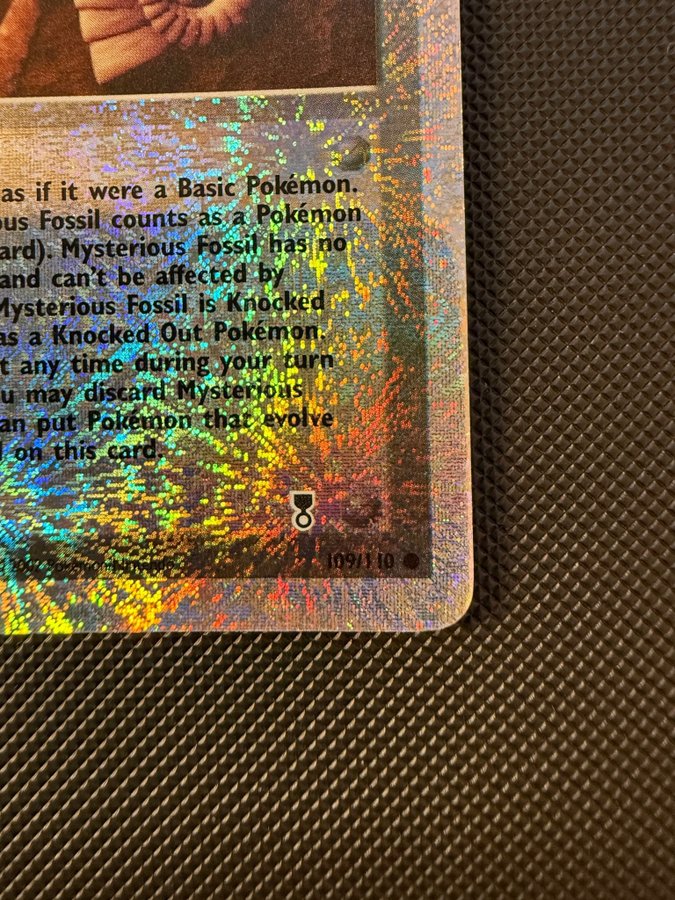 as if it were a Basic Pokémon.
ous Fossil counts as a Pokémon
ard). Mysterious Fossil has no
and can't be affected by
Mysterious Fossil is Knocked
as a Knocked Out Pokémon.
t any time during your turn
ou may discard Mysterious
an put Pokémon that evolve
l on this card.
109/110